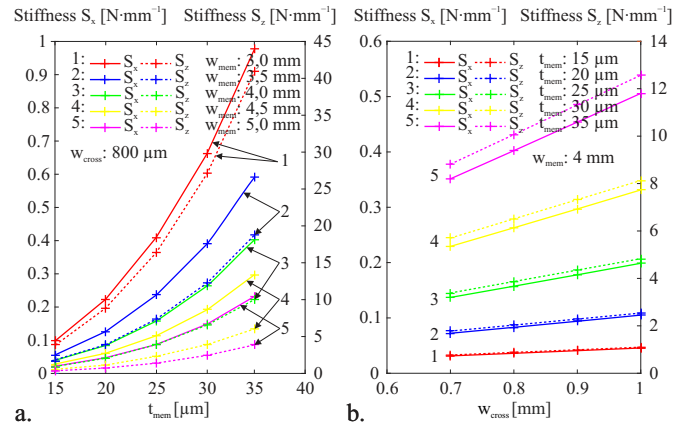 Stiffness Sx [N·mm⁻¹] Stiffness Sz [N·mm⁻¹]
1
0.9
0.8
0.7
0.6
0.5
0.4
0.3
0.2
0.1
0
45
40
35
30
25
20
15
10
5
0
1: Sx Sz wmem: 3,0 mm
2: Sx Sz wmem: 3,5 mm
3: Sx Sz wmem: 4,0 mm
4: Sx Sz wmem: 4,5 mm
5: Sx Sz wmem: 5,0 mm
wcross: 800 µm
1
2
3
4
5
15 20 25 30 35
tmem [µm]
a.
Stiffness Sx [N·mm⁻¹] Stiffness Sz [N·mm⁻¹]
0.6
0.5
0.4
0.3
0.2
0.1
0
14
12
10
8
6
4
2
0
1: Sx Sz tmem: 15 µm
2: Sx Sz tmem: 20 µm
3: Sx Sz tmem: 25 µm
4: Sx Sz tmem: 30 µm
5: Sx Sz tmem: 35 µm
wmem: 4 mm
5
4
3
2
1
0.6 0.7 0.8 0.9 1
wcross [mm]
b.